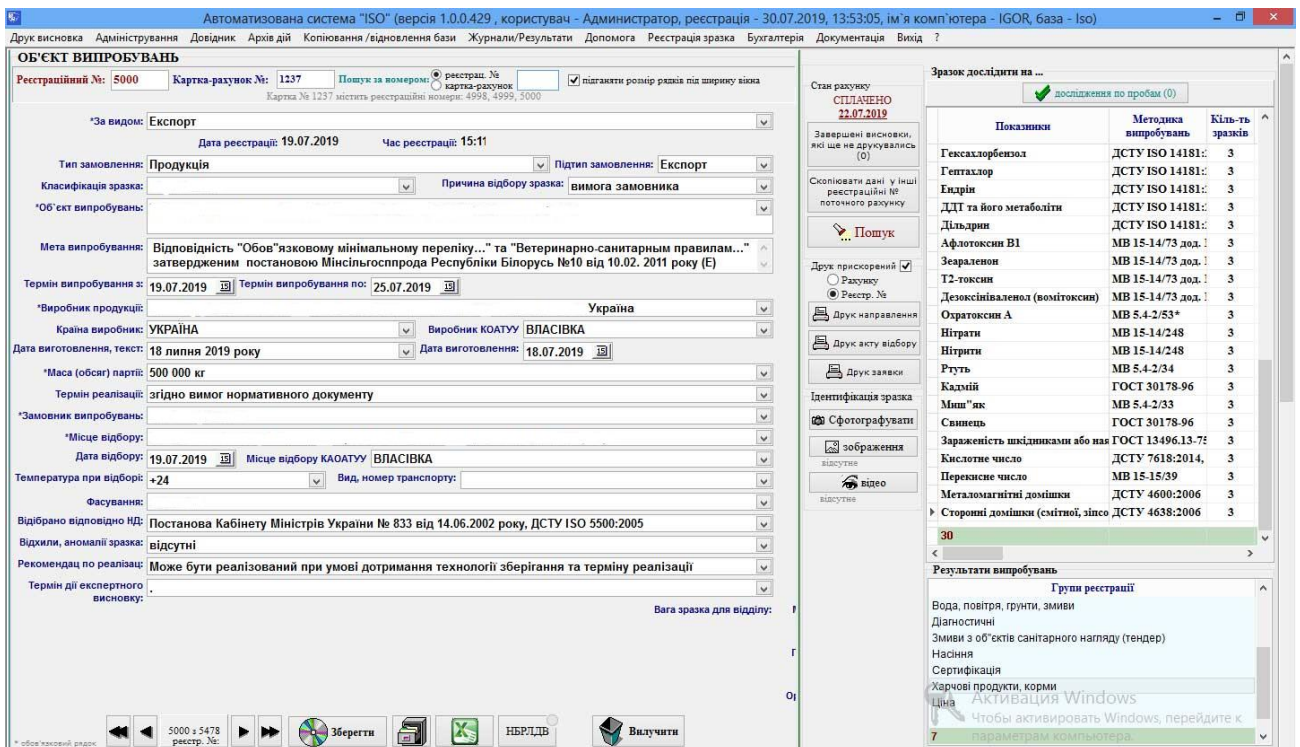 Автоматизована система "ISO" (версія 1.0.0.429 , користувач - Администратор, реєстрація - 30.07.2019, 13:53:05, ім`я комп`ютера - IGOR, база - Iso)
Друк висновка Адміністрування Довідник Архів дій Копіювання /відновлення бази Журнали/Результати Допомога Реєстрація зразка Бухгалтерія Документація Вихід ?
ОБ'ЄКТ ВИПРОБУВАНЬ
Реєстраційний №: 5000 Картка-рахунок №: 1237 Пошук за номером: реєстрац. № картка-рахунок підганяти розмір рядків під ширину вікна
Картка № 1237 містить реєстраційні номери: 4998, 4999, 5000
*За видом: Експорт
Дата реєстрації: 19.07.2019 Час реєстрації: 15:11
Тип замовлення: Продукція Підтип замовлення: Експорт
Класифікація зразка: Причина відбору зразка: вимога замовника
*Об`єкт випробувань:
Мета випробування: Відповідність "Обов"язковому мінімальному переліку..." та "Ветеринарно-санитарным правилам..."
затвердженим постановою Мінсільгосппрода Республіки Білорусь №10 від 10.02. 2011 року (Е)
Термін випробування з: 19.07.2019 Термін випробування по: 25.07.2019
*Виробник продукції: Україна
Країна виробник: УКРАЇНА Виробник КОАТУУ ВЛАСІВКА
Дата виготовлення, текст: 18 липня 2019 року Дата виготовлення: 18.07.2019
*Маса (обсяг) партії: 500 000 кг
Термін реалізації: згідно вимог нормативного документу
*Замовник випробувань:
*Місце відбору:
Дата відбору: 19.07.2019 Місце відбору КАОАТУУ ВЛАСІВКА
Температура при відборі: +24 Вид, номер транспорту:
Фасування:
Відібрано відповідно НД: Постанова Кабінету Міністрів України № 833 від 14.06.2002 року, ДСТУ ISO 5500:2005
Відхили, аномалії зразка: відсутні
Рекомендац по реалізац: Може бути реалізований при умові дотримання технології зберігання та терміну реалізації
Термін дії експертного
висновку: .
Вага зразка для відділу:
* обов'язковий рядок
5000 з 5478
реєстр. №:
Зберегти
НБРЛДВ
Вилучити
Стан рахунку
СПЛАЧЕНО
22.07.2019
Завершені висновки,
які ще не друкувались
(0)
Скопіювати дані у інші
реєстраційні №
поточного рахунку
Пошук
Друк прискорений
Рахунку
Реєстр. №
Друк направлення
Друк акту відбору
Друк заявки
Ідентифікація зразка
Сфотографувати
зображення
відсутнє
відео
відсутнє
Зразок дослідити на ...
дослідження по пробам (0)
Показники Методика випробувань Кіль-ть зразків
Гексахлорбензол ДСТУ ISO 14181: 3
Гептахлор ДСТУ ISO 14181: 3
Ендрін ДСТУ ISO 14181: 3
ДДТ та його метаболіти ДСТУ ISO 14181: 3
Дільдрин ДСТУ ISO 14181: 3
Афлотоксин В1 МВ 15-14/73 дод. 3
Зеараленон МВ 15-14/73 дод. 3
Т2-токсин МВ 15-14/73 дод. 3
Дезоксініваленол (вомітоксин) МВ 15-14/73 дод. 3
Охратоксин А МВ 5.4-2/53* 3
Нітрати МВ 15-14/248 3
Нітрити МВ 15-14/248 3
Ртуть МВ 5.4-2/34 3
Кадмій ГОСТ 30178-96 3
Миш"як МВ 5.4-2/33 3
Свинець ГОСТ 30178-96 3
Зараженість шкідниками або ная ГОСТ 13496.13-75 3
Кислотне число ДСТУ 7618:2014, 3
Перекисне число МВ 15-15/39 3
Металомагнітні домішки ДСТУ 4600:2006 3
Сторонні домішки (смітної, зіпсо ДСТУ 4638:2006 3
30
Результати випробувань
Групи реєстрації
Вода, повітря, грунти, змиви
Діагностичні
Змиви з об"єктів санітарного нагляду (тендер)
Насіння
Сертифікація
Харчові продукти, корми
Ціна
7
Активация Windows
Чтобы активировать Windows, перейдите к
параметрам компьютера.